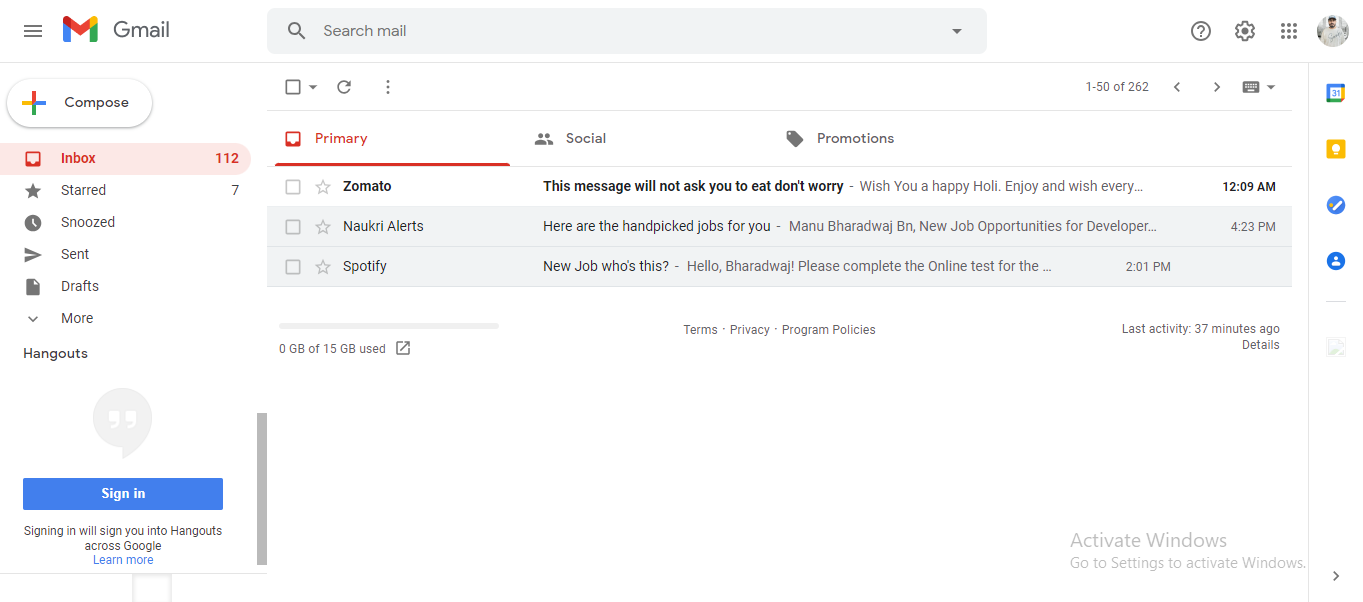 Gmail
Search mail
Compose
1-50 of 262
31
Primary
Social
Promotions
Inbox 112
Starred 7
Snoozed
Sent
Drafts
More
Hangouts
Zomato This message will not ask you to eat don't worry - Wish You a happy Holi. Enjoy and wish every… 12:09 AM
Naukri Alerts Here are the handpicked jobs for you - Manu Bharadwaj Bn, New Job Opportunities for Developer... 4:23 PM
Spotify New Job who's this? - Hello, Bharadwaj! Please complete the Online test for the ... 2:01 PM
0 GB of 15 GB used
Terms · Privacy · Program Policies
Last activity: 37 minutes ago
Details
Sign in
Signing in will sign you into Hangouts
across Google
Learn more
Activate Windows
Go to Settings to activate Windows.